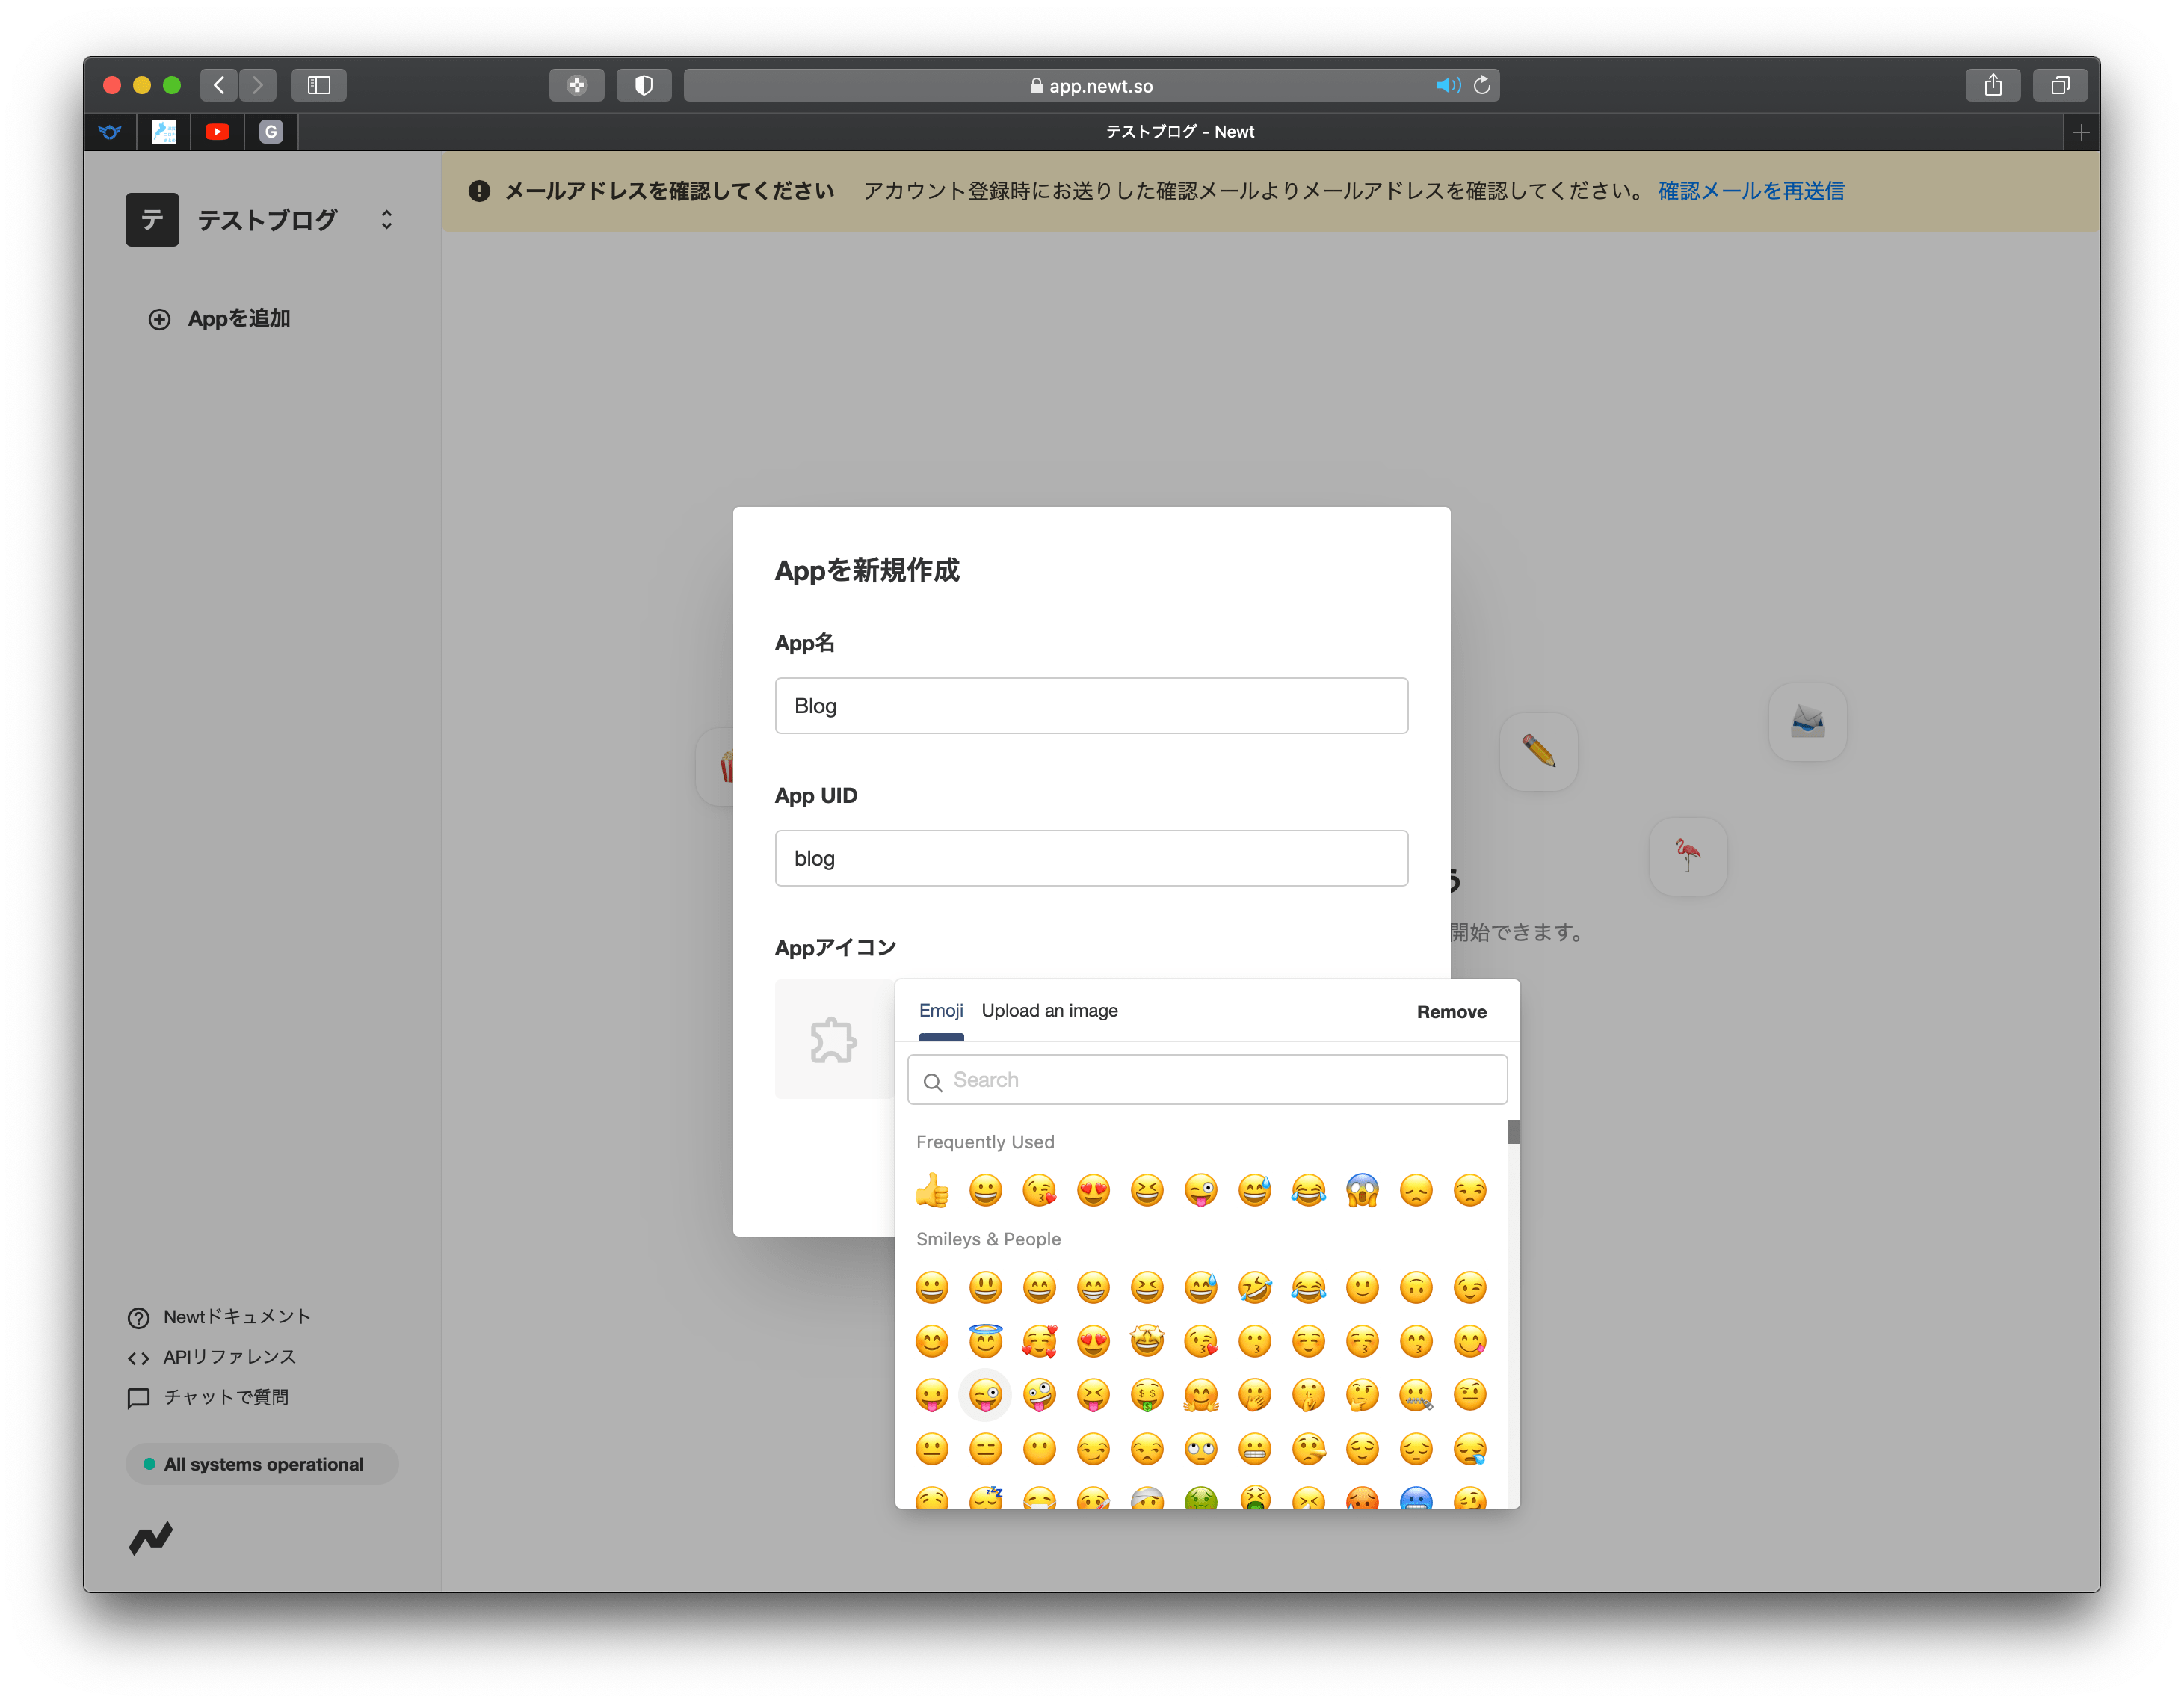 app.newt.so
G
テストブログ - Newt
テ テストブログ
メールアドレスを確認してください アカウント登録時にお送りした確認メールよりメールアドレスを確認してください。 確認メールを再送信
Appを追加
Appを新規作成
App名
Blog
App UID
blog
開始できます。
Appアイコン
Emoji Upload an image Remove
Search
Frequently Used
Smileys & People
Newtドキュメント
APIリファレンス
チャットで質問
All systems operational